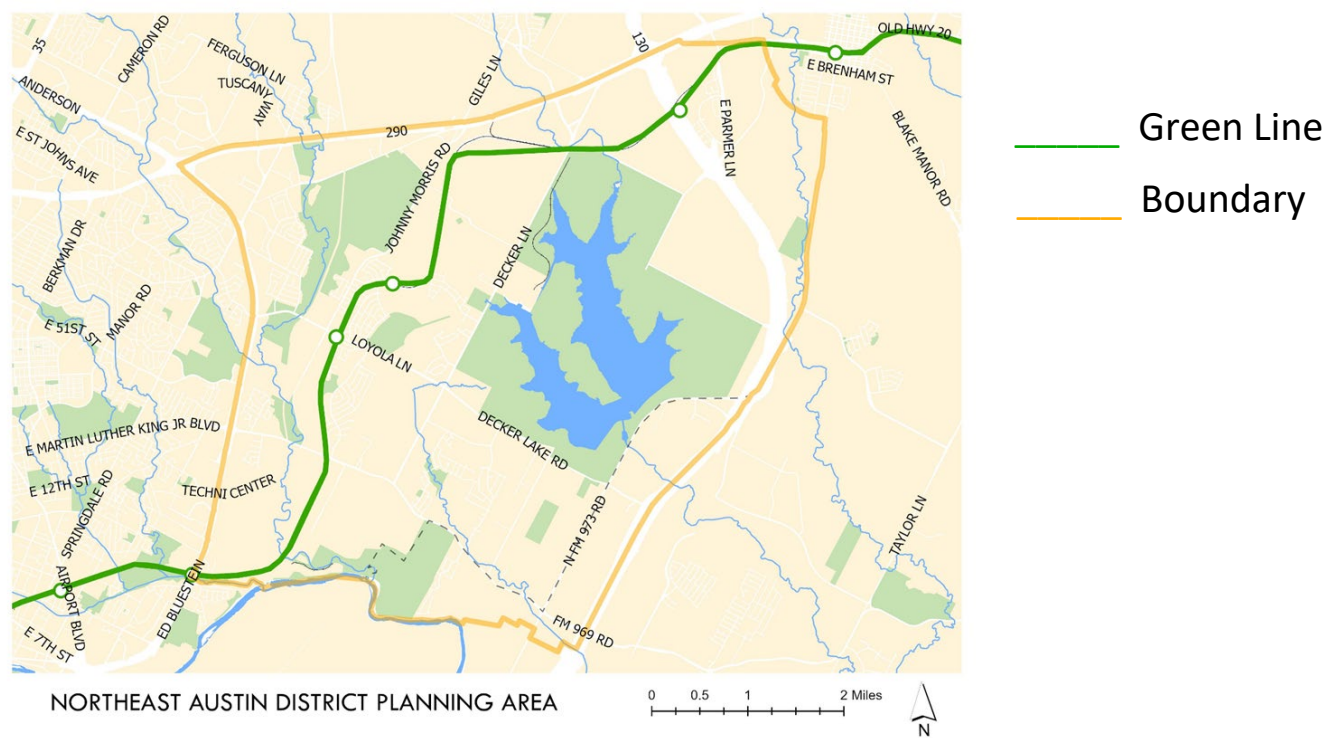 OLD HWY 20
35
CAMERON RD
130
FERGUSON LN
GILES LN
E BRENHAM ST
TUSCANY
WAY
ANDERSON
E PARMER LN
Green Line
290
BLAKE MANOR RD
E ST JOHNS AVE
JOHNNY MORRIS RD
Boundary
BERKMAN DR
DECKER LN
MANOR RD
E 51ST ST
LOYOLA LN
E MARTIN LUTHER KING JR BLVD
DECKER LAKE RD
E 12TH ST
TECHNI CENTER
SPRINGDALE RD
N-FM 973-RD
TAYLOR LN
AIRPORT BLVD
ED BLUESTEIN
E 7TH ST
FM 969 RD
NORTHEAST AUSTIN DISTRICT PLANNING AREA
0 0.5 1 2 Miles
N